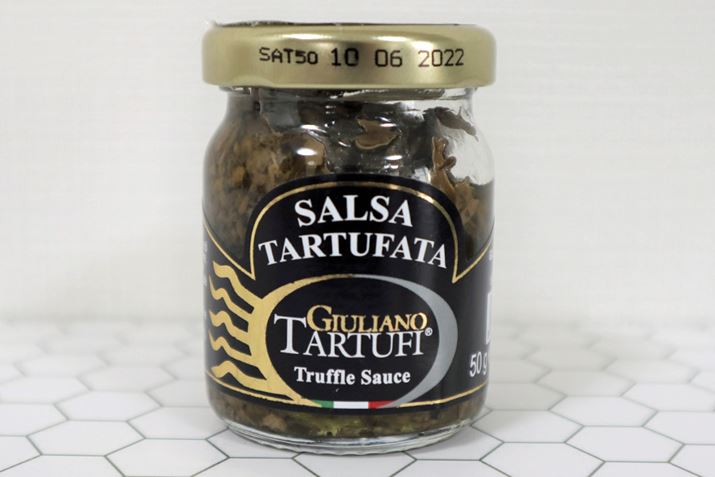 SAT50 10 06 2022
SALSA
TARTUFATA
GIULIANO
TARTUFI®
Truffle Sauce
50 g